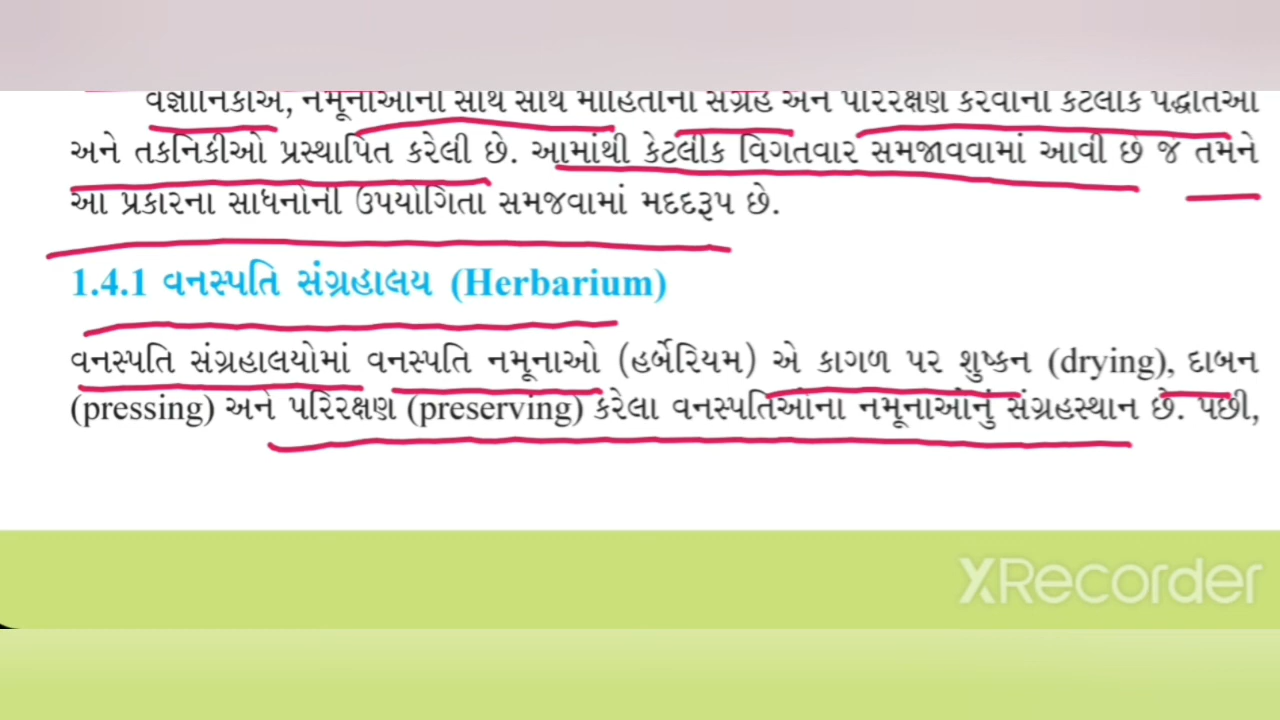 વૈજ્ઞાનિકોએ, નમૂનાઓની સાથે સાથે માહિતીના સંગ્રહ અને પરિરક્ષણ કરવાની કેટલીક પદ્ધતિઓ
અને તકનિકીઓ પ્રસ્થાપિત કરેલી છે. આમાંથી કેટલીક વિગતવાર સમજાવવામાં આવી છે જ તમને
આ પ્રકારના સાધનોની ઉપયોગિતા સમજવામાં મદદરૂપ છે.
1.4.1 વનસ્પતિ સંગ્રહાલય (Herbarium)
વનસ્પતિ સંગ્રહાલયોમાં વનસ્પતિ નમૂનાઓ (હર્બેરિયમ) એ કાગળ પર શુષ્કન (drying), દાબન
(pressing) અને પરિરક્ષણ (preserving) કરેલા વનસ્પતિઓના નમૂનાઓનું સંગ્રહસ્થાન છે. પછી,
XRecorder